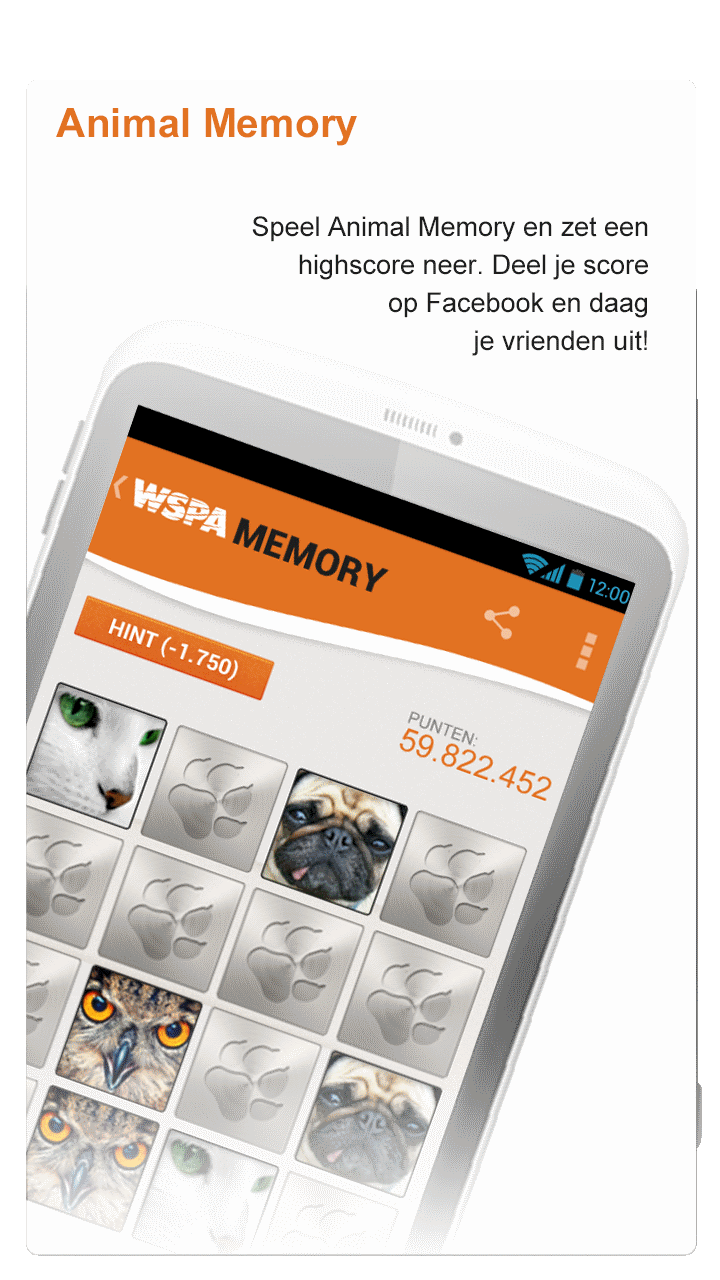 Animal Memory
Speel Animal Memory en zet een
highscore neer. Deel je score
op Facebook en daag
je vrienden uit!
12:00
WSPA MEMORY
HINT (-1.750)
PUNTEN:
59.822.452